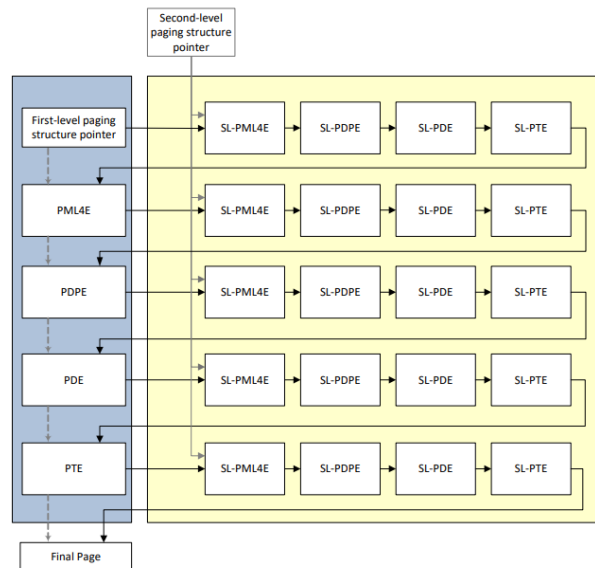 Second-level
paging structure
pointer
First-level paging
structure pointer
SL-PML4E
SL-PDPE
SL-PDE
SL-PTE
PML4E
SL-PML4E
SL-PDPE
SL-PDE
SL-PTE
PDPE
SL-PML4E
SL-PDPE
SL-PDE
SL-PTE
PDE
SL-PML4E
SL-PDPE
SL-PDE
SL-PTE
PTE
SL-PML4E
SL-PDPE
SL-PDE
SL-PTE
Final Page